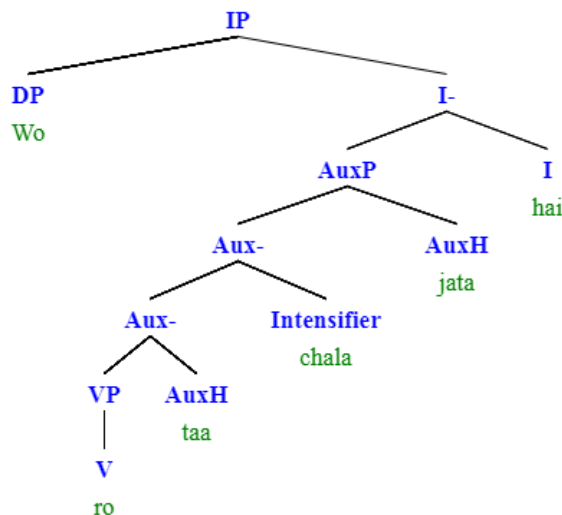 IP
DP I-
Wo
AuxP I
hai
Aux- AuxH
jata
Aux- Intensifier
chala
VP AuxH
taa
V
ro